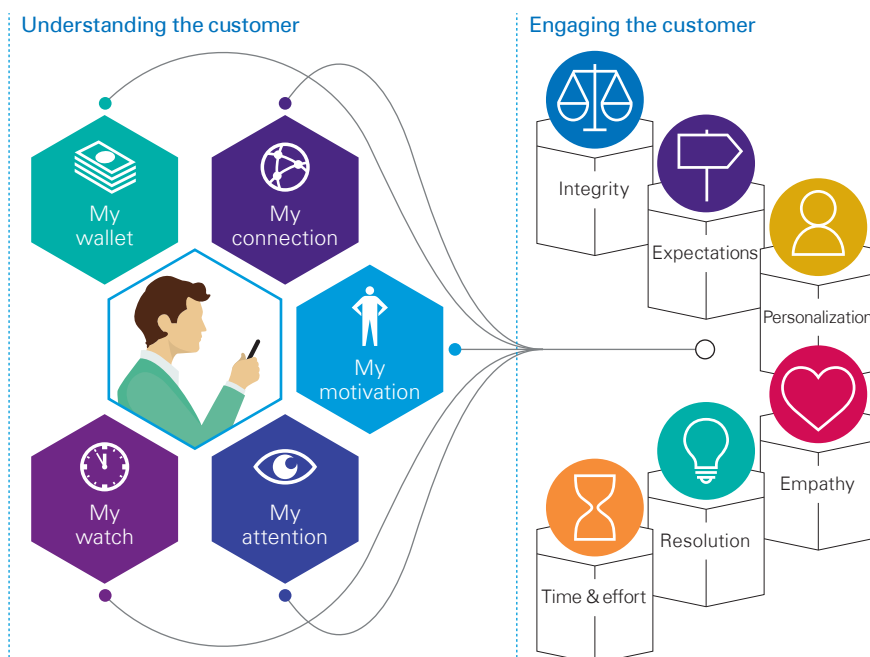 Understanding the customer
My
wallet
My
connection
My
motivation
My
watch
My
attention
Engaging the customer
Integrity
Expectations
Personalization
Empathy
Resolution
Time & effort